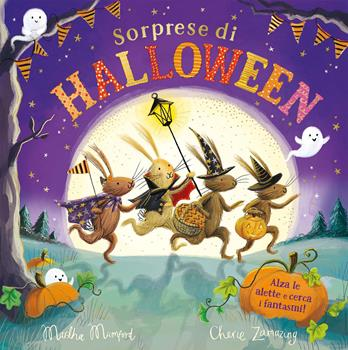 Sorprese di
HALLOWEEN
Alza le
alette e cerca
i fantasmi!
Martha Mumford
Cherie Zamazing